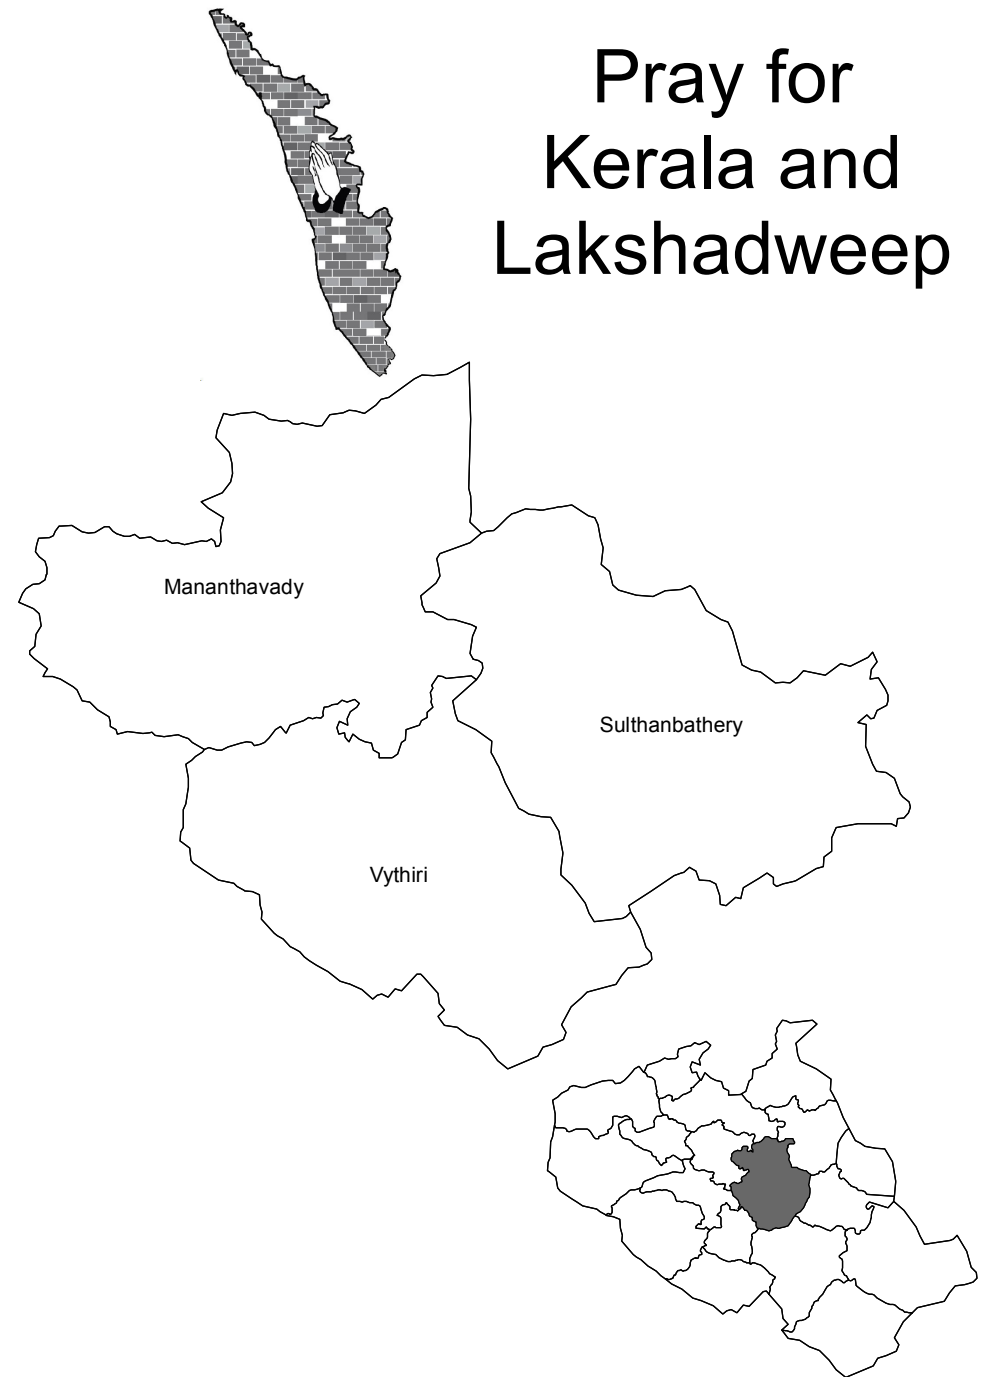 Pray for
Kerala and
Lakshadweep
Mananthavady
Sulthanbathery
Vythiri